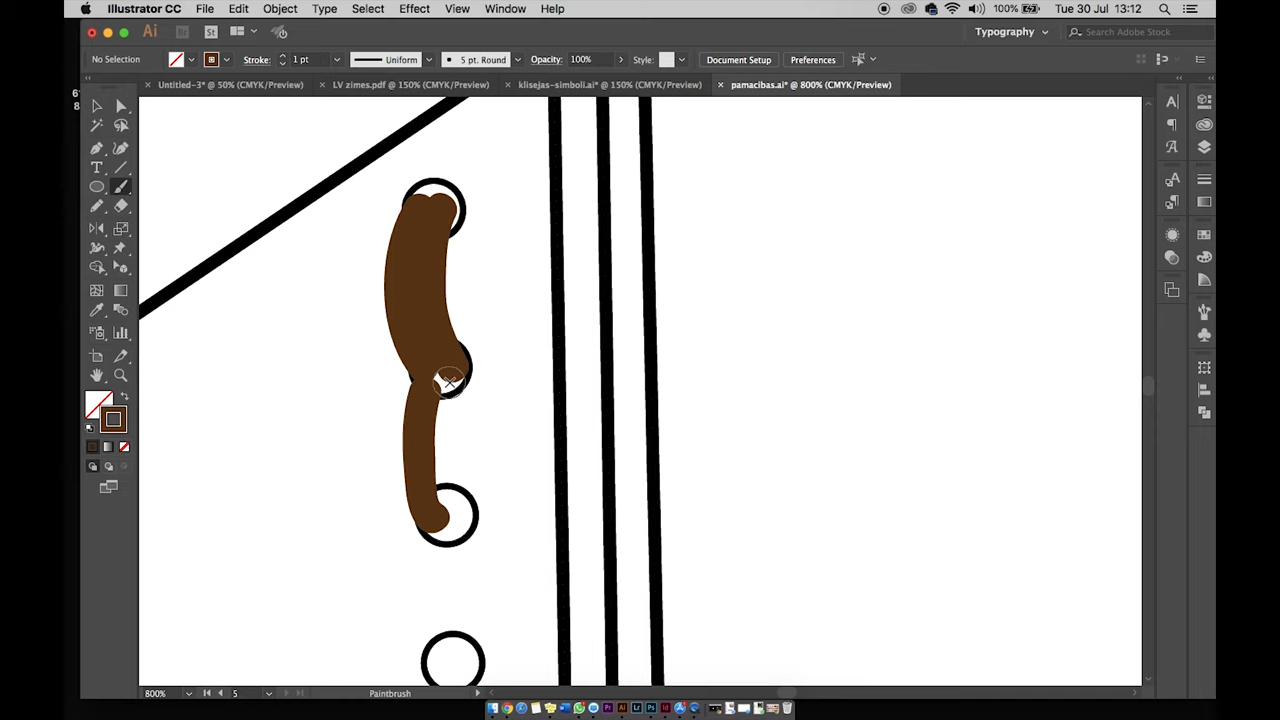 Illustrator CC File Edit Object Type Select Effect View Window Help 100% Tue 30 Jul 13:12
Ai Br St Typography Search Adobe Stock
No Selection Stroke: 1 pt Uniform 5 pt. Round Opacity: 100% Style: Document Setup Preferences
Untitled-3* @ 50% (CMYK/Preview) LV zimes.pdf @ 150% (CMYK/Preview) klisejas-simboli.ai* @ 150% (CMYK/Preview) pamacibas.ai* @ 800% (CMYK/Preview)
800% 5 Paintbrush